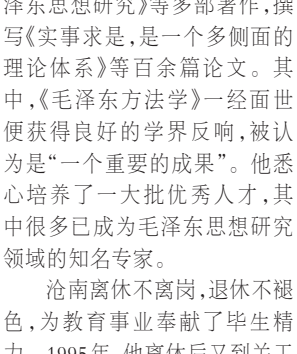 泽东思想研究》等多部著作,撰
写《实事求是,是一个多侧面的
理论体系》等百余篇论文。其
中,《毛泽东方法学》一经面世
便获得良好的学界反响,被认
为是“一个重要的成果”。他悉
心培养了一大批优秀人才,其
中很多已成为毛泽东思想研究
领域的知名专家。
沧南离休不离岗,退休不褪
色,为教育事业奉献了毕生精
力。1995年,他离休后又到关工